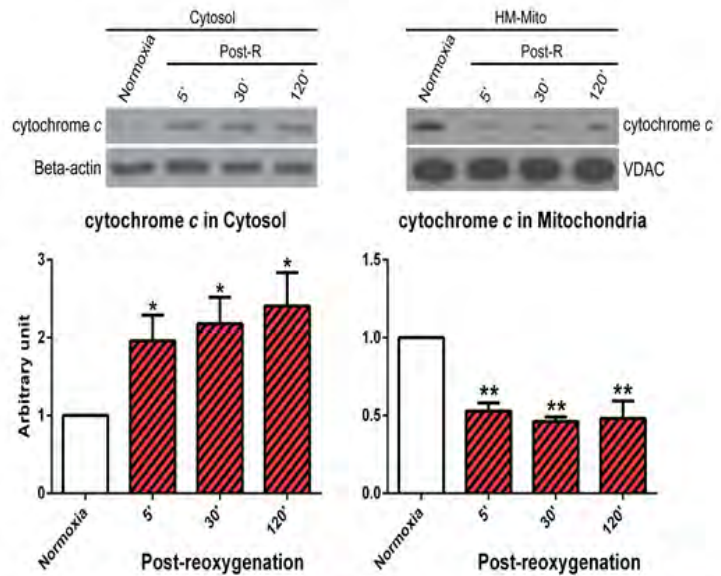 Cytosol
Post-R
Normoxia 5' 30' 120'
cytochrome c
Beta-actin
HM-Mito
Post-R
Normoxia 5' 30' 120'
cytochrome c
VDAC
cytochrome c in Cytosol
3
2
1
0
Arbitrary unit
* * *
Normoxia 5' 30' 120'
Post-reoxygenation
cytochrome c in Mitochondria
1.5
1.0
0.5
0.0
** ** **
Normoxia 5' 30' 120'
Post-reoxygenation